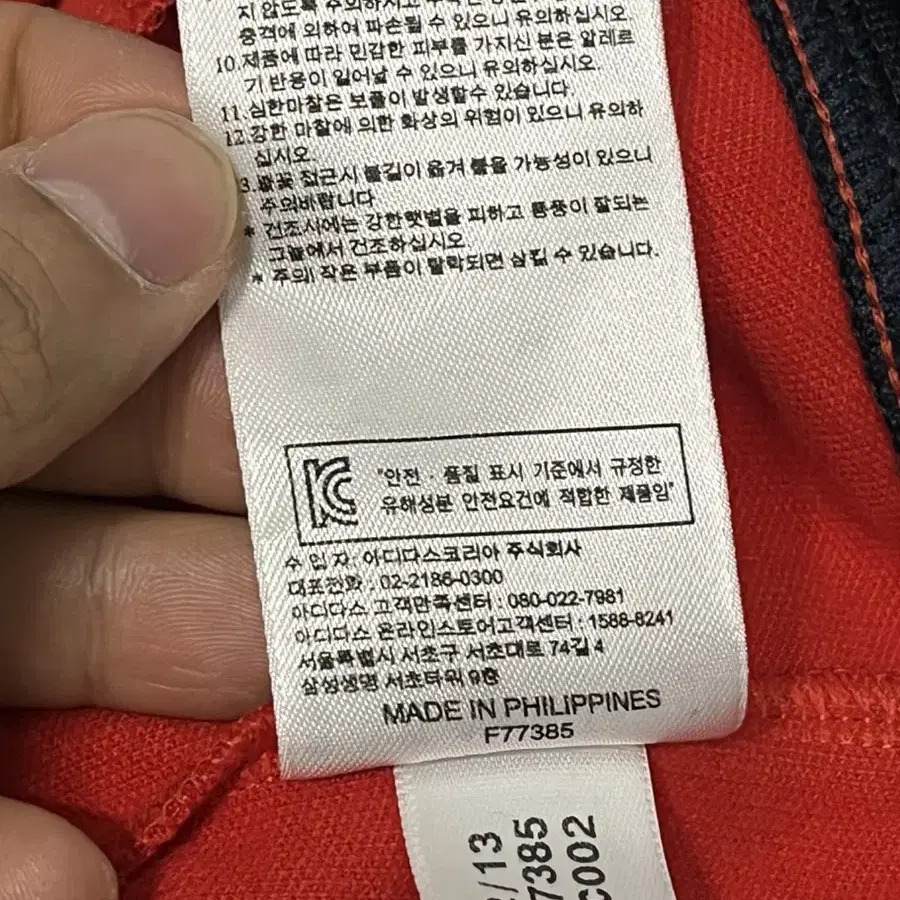 지 않도록 주의하시고
충격에 의하여 파손될 수 있으니 유의하십시오.
10.제품에 따라 민감한 피부를 가지신 분은 알레르
기 반응이 일어날 수 있으니 유의하십시오.
11.심한마찰은 보풀이 발생할수 있습니다.
12.강한 마찰에 의한 화상의 위험이 있으니 유의하
십시오.
3.불꽃 접근시 불길이 옮겨 붙을 가능성이 있으니
주의바랍니다
* 건조시에는 강한햇볕을 피하고 통풍이 잘되는
그늘에서 건조하십시오.
* 주의! 작은 부품이 탈락되면 삼킬 수 있습니다.
"안전 · 품질 표시 기준에서 규정한
유해성분 안전요건에 적합한 제품임"
수 입 자: 아디다스코리아 주식회사
대표전화 : 02-2186-0300
아디다스 고객만족센터 : 080-022-7981
아디다스 온라인스토어고객센터 : 1588-8241
서울특별시 서초구 서초대로 74길 4
삼성생명 서초타워 9층
MADE IN PHILIPPINES
F77385
/13
7385
C002